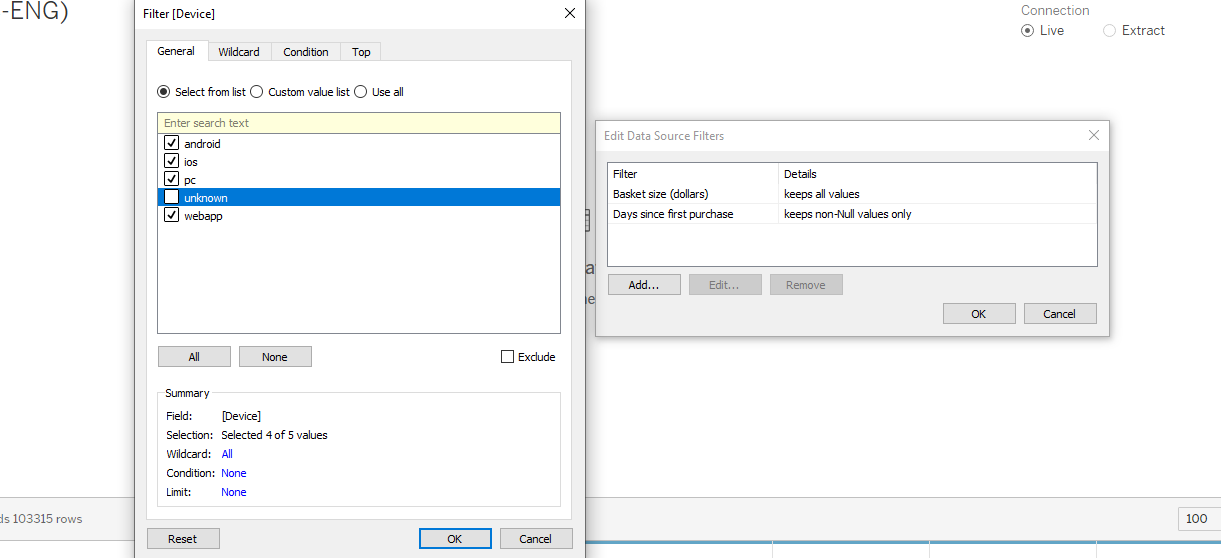 -ENG)
Connection
Live Extract
Filter [Device]
General Wildcard Condition Top
Select from list Custom value list Use all
Enter search text
android
ios
pc
unknown
webapp
All None
Exclude
Summary
Field: [Device]
Selection: Selected 4 of 5 values
Wildcard: All
Condition: None
Limit: None
Reset OK Cancel
Edit Data Source Filters
Filter Details
Basket size (dollars) keeps all values
Days since first purchase keeps non-Null values only
Add... Edit... Remove
OK Cancel
ds 103315 rows
100